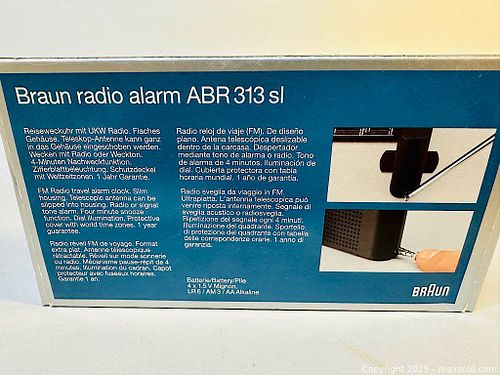 Braun radio alarm ABR 313 sl
Reiseweckuhr mit UKW Radio. Flaches
Gehäuse. Teleskop-Antenne kann ganz
in das Gehäuse eingeschoben werden.
Wecken mit Radio oder Weckton.
4-Minuten Nachweckfunktion.
Zifferblattbeleuchtung. Schutzdeckel
mit Weltzeitzonen. 1 Jahr Garantie.
FM Radio travel alarm clock. Slim
housing. Telescopic antenna can be
slipped into housing. Radio or signal
tone alarm. Four minute snooze
function. Dial illumination. Protective
cover with world time zones. 1 year
guarantee.
Radio réveil FM de voyage. Format
extra plat. Antenne télescopique
rétractable. Réveil sur mode sonnerie
ou radio. Mécanisme pause-répit de 4
minutes. Illumination du cadran. Capot
protecteur avec fuseaux horaires.
Garantie 1 an.
Radio reloj de viaje (FM). De diseño
plano. Antena telescópica deslizable
dentro de la carcasa. Despertador
mediante tono de alarma o radio. Tono
de alarma de 4 minutos. Iluminación de
dial. Cubierta protectora con tabla
horaria mundial. 1 año de garantía.
Radio sveglia da viaggio in FM.
Ultrapiatta. L'antenna telescopica può
venire riposta internamente. Segnale di
sveglia acustico o radiosveglia.
Ripetizione del segnale ogni 4 minuti.
Illuminazione del quadrante. Sportello
di protezione del quadrante con tabella
delle corrispondenze orarie. 1 anno di
garanzia.
Batterie/Battery/Pile
4 x 1,5 V Mignon,
LR 6 / AM 3 / AA Alkaline
BRAUN
Copyright 2025 - maxsold.com